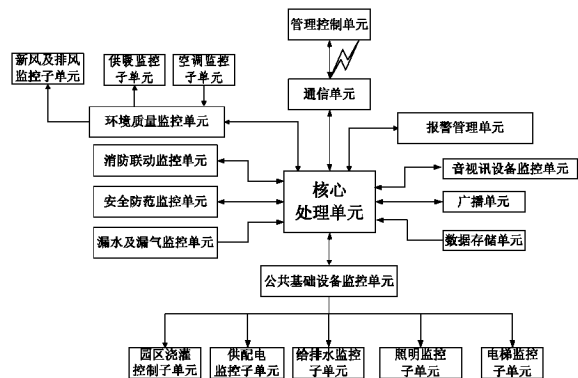 管理控制单元
新风及排风
监控子单元
供暖监控
子单元
空调监控
子单元
通信单元
环境质量监控单元
报警管理单元
消防联动监控单元
音视讯设备监控单元
核心
处理单元
安全防范监控单元
广播单元
漏水及漏气监控单元
数据存储单元
公共基础设备监控单元
园区浇灌
控制子单元
供配电
监控子单元
给排水监控
子单元
照明监控
子单元
电梯监控
子单元